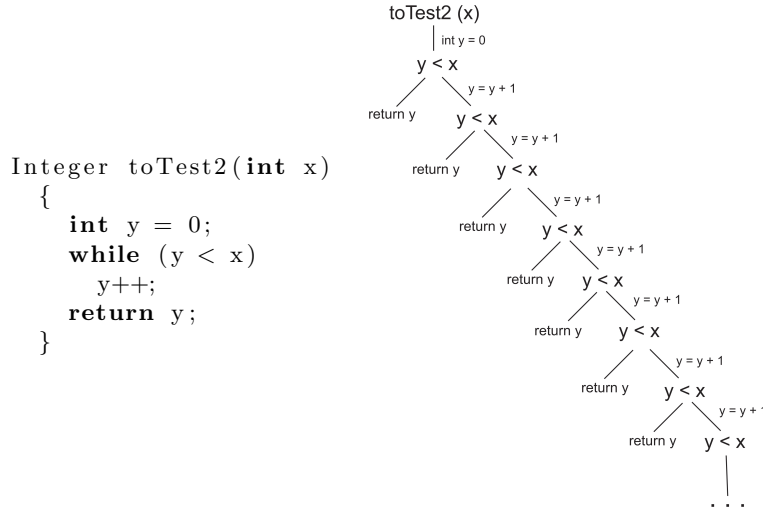 Integer toTest2(int x)
{
int y = 0;
while (y < x)
y++;
return y;
}
toTest2 (x)
int y = 0
y < x
y = y + 1
return y
y < x
y = y + 1
return y
y < x
y = y + 1
return y
y < x
y = y + 1
return y
y < x
y = y + 1
return y
y < x
y = y + 1
return y
y < x
y = y + 1
return y
y < x
. . .